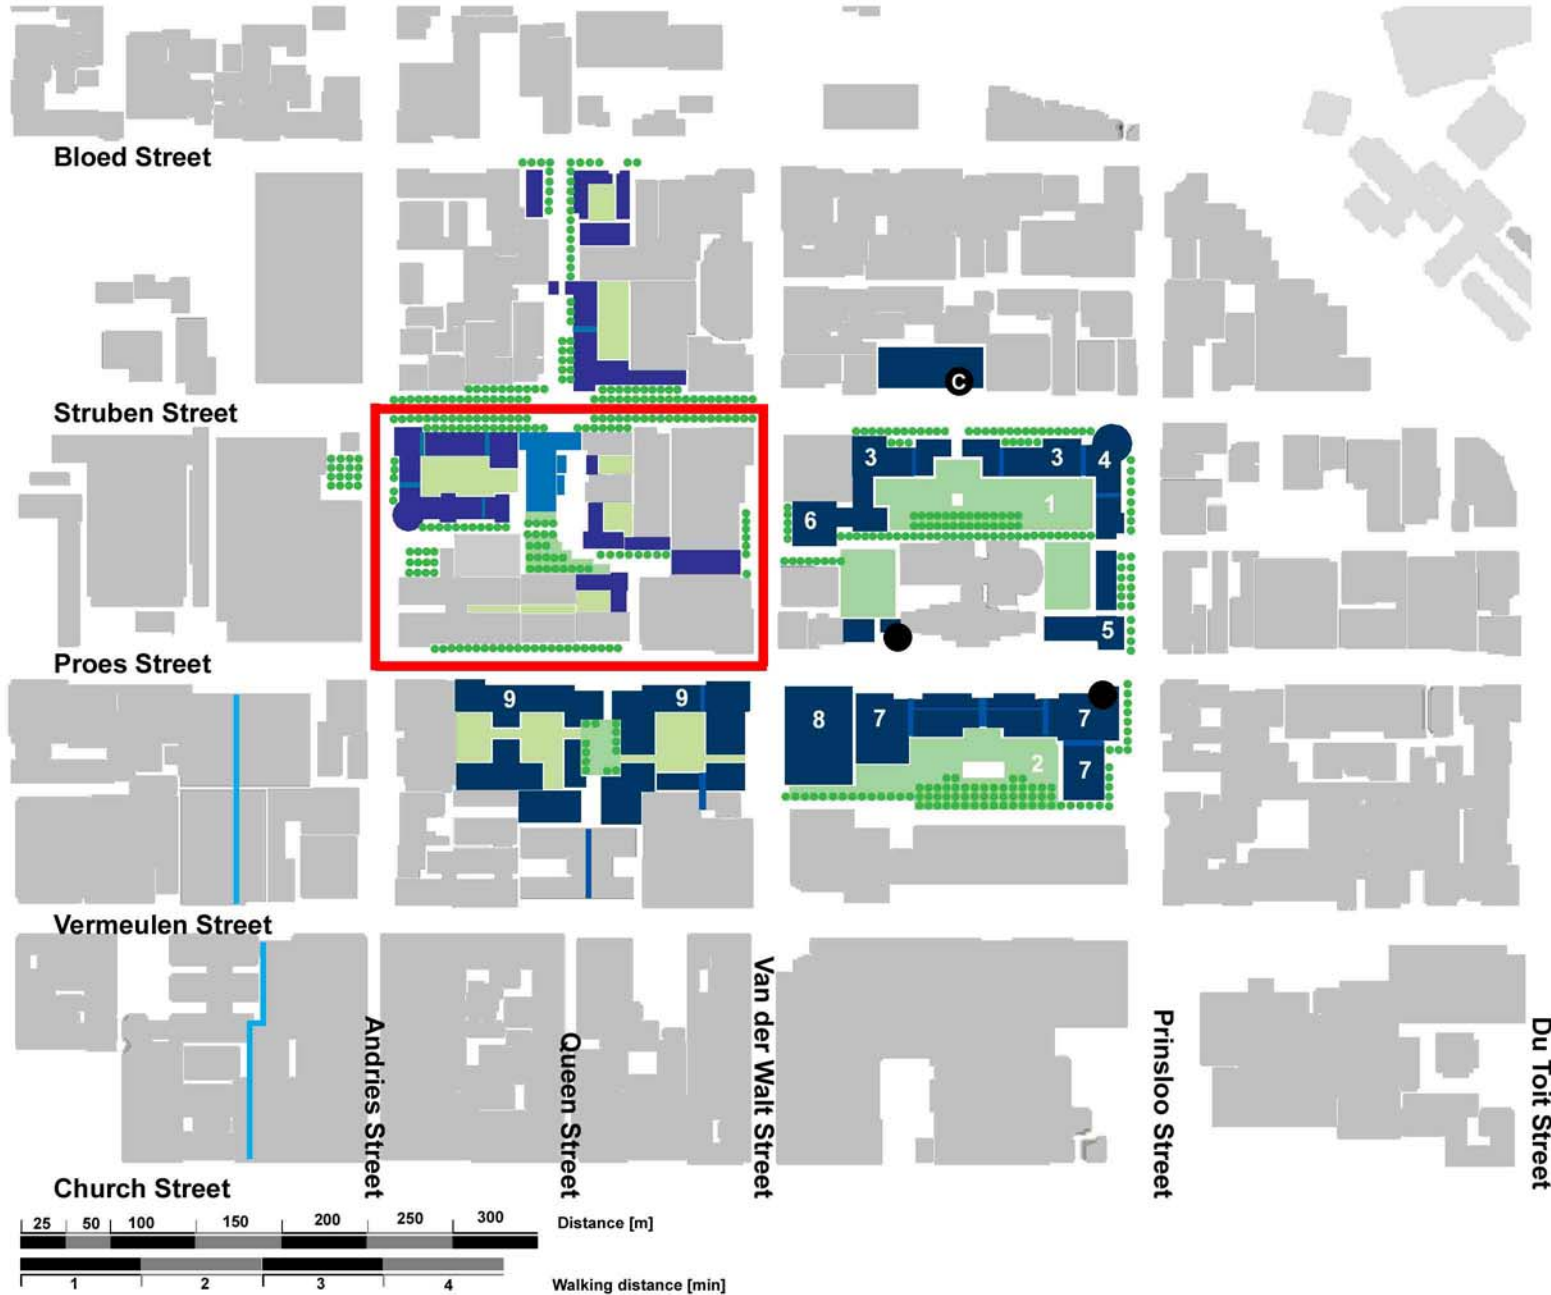 Bloed Street
C
Struben Street
3
3
4
1
6
5
Proes Street
9
9
8
7
7
2
7
Vermeulen Street
Andries Street
Queen Street
Van der Walt Street
Prinsloo Street
Du Toit Street
Church Street
25 50 100 150 200 250 300 Distance [m]
1 2 3 4 Walking distance [min]